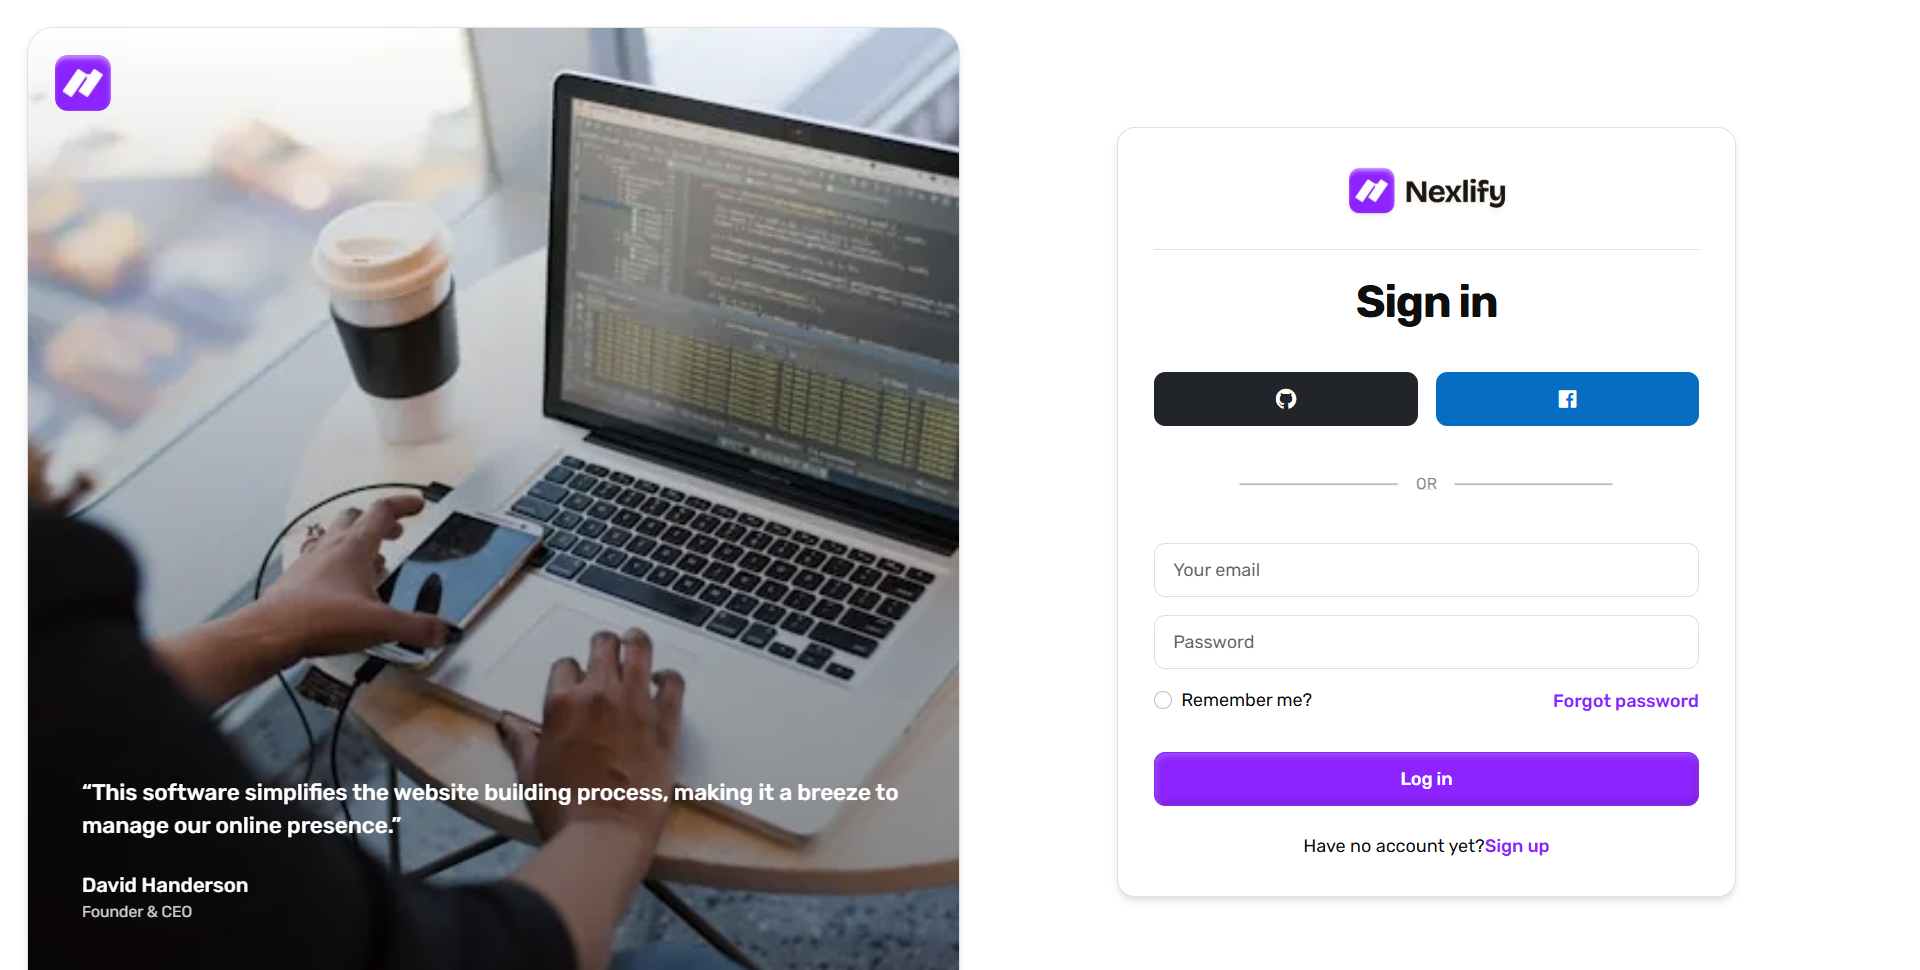 “This software simplifies the website building process, making it a breeze to
manage our online presence.”
David Handerson
Founder & CEO
Nexlify
Sign in
OR
Your email
Password
Remember me?
Forgot password
Log in
Have no account yet?Sign up